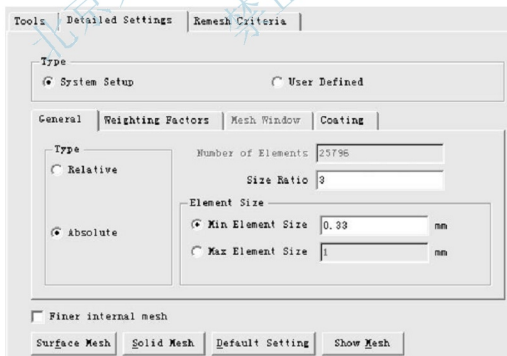 Tools Detailed Settings Remesh Criteria
Type
System Setup User Defined
General Weighting Factors Mesh Window Coating
Type
Relative
Absolute
Number of Elements 25796
Size Ratio 3
Element Size
Min Element Size 0.33 mm
Max Element Size 1 mm
Finer internal mesh
Surface Mesh Solid Mesh Default Setting Show Mesh